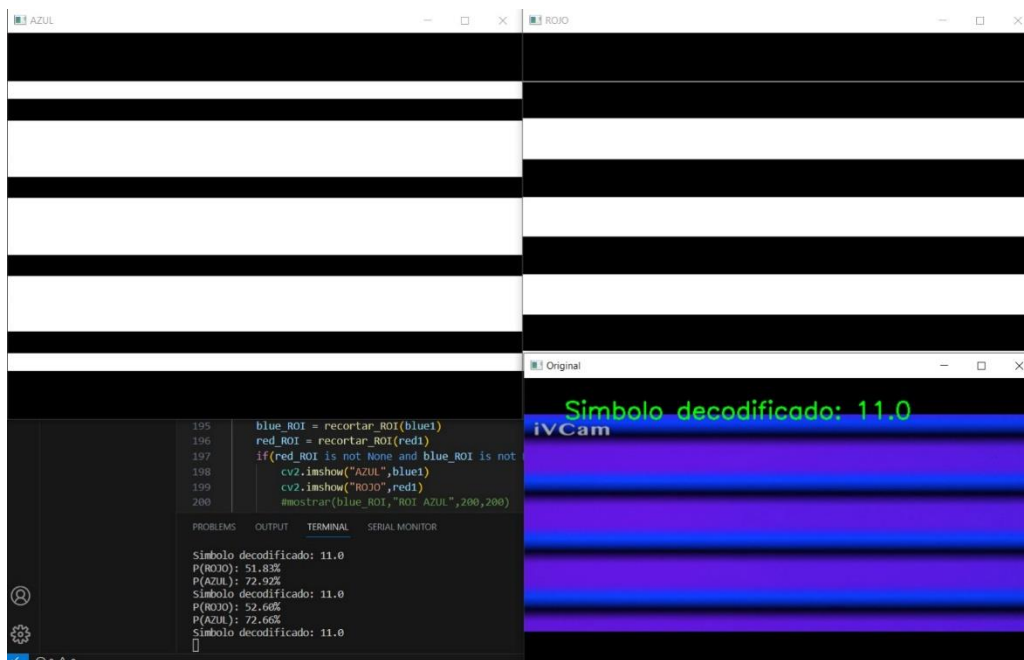 AZUL
ROJO
Original
Simbolo decodificado: 11.0
iVCam
195 blue_ROI = recortar_ROI(blue1)
196 red_ROI = recortar_ROI(red1)
197 if(red_ROI is not None and blue_ROI is not
198 cv2.imshow("AZUL",blue1)
199 cv2.imshow("ROJO",red1)
200 #mostrar(blue_ROI,"ROI AZUL",200,200)
PROBLEMS OUTPUT TERMINAL SERIAL MONITOR
Simbolo decodificado: 11.0
P(ROJO): 51.83%
P(AZUL): 72.92%
Simbolo decodificado: 11.0
P(ROJO): 52.60%
P(AZUL): 72.66%
Simbolo decodificado: 11.0